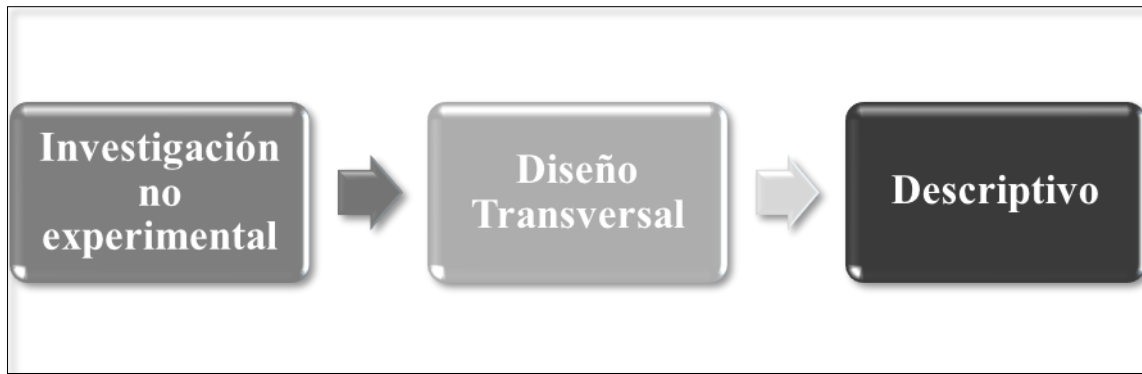 Investigación
no
experimental
Diseño
Transversal
Descriptivo